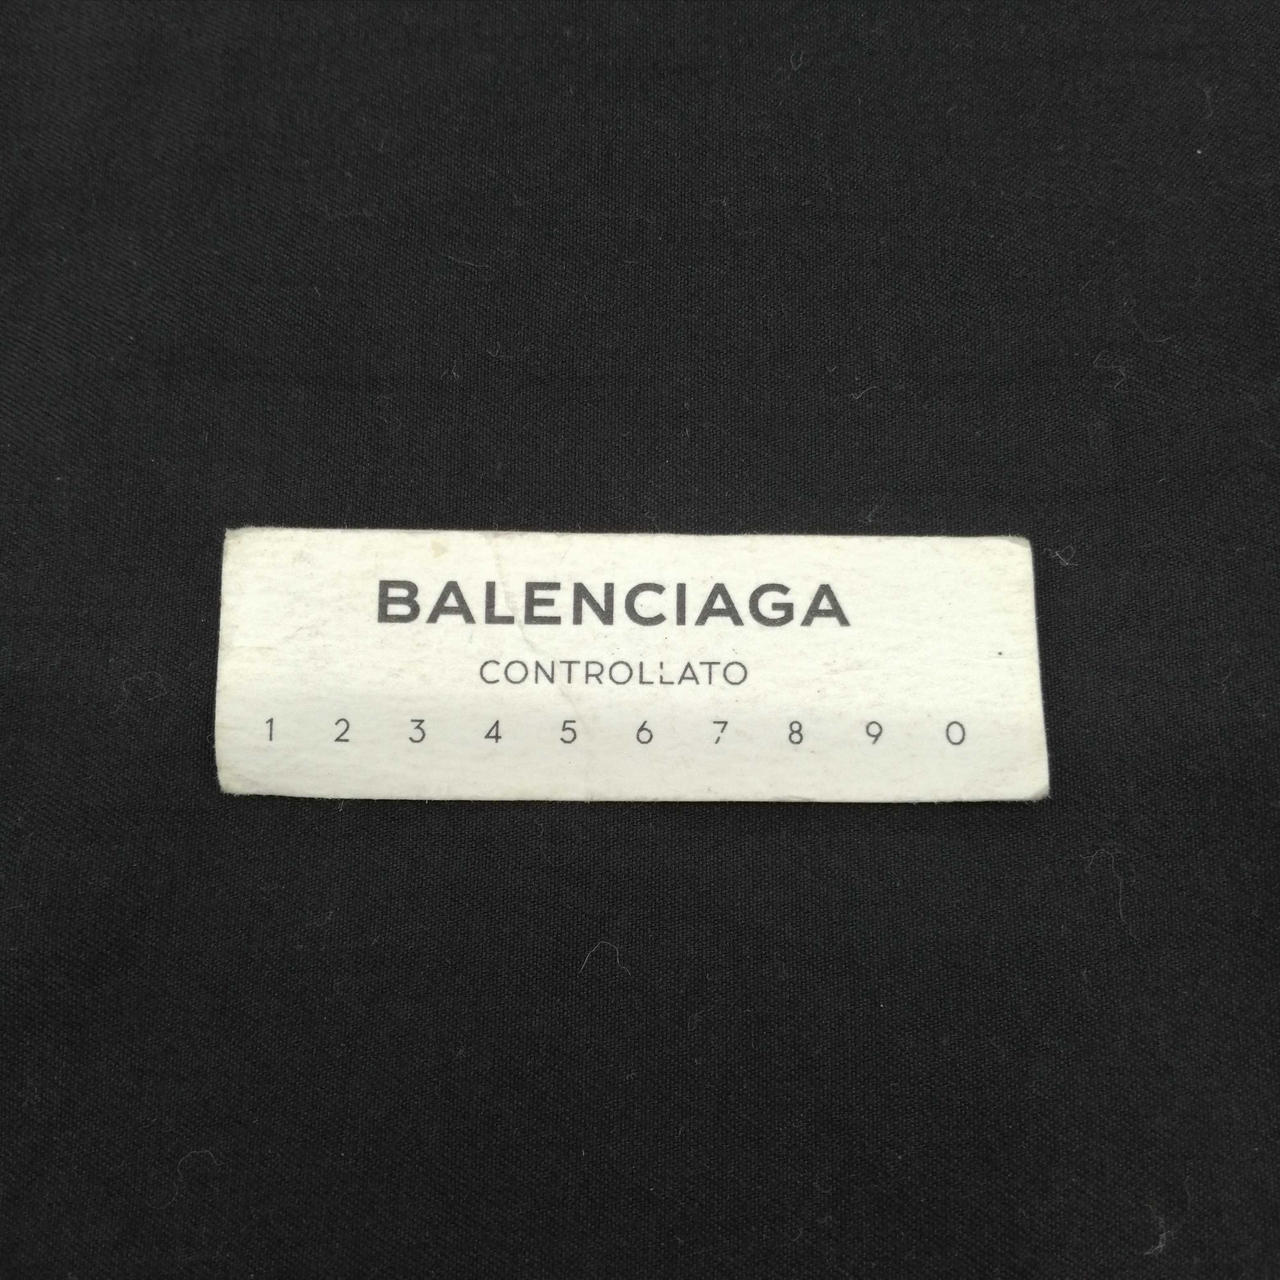 BALENCIAGA
CONTROLLATO
1 2 3 4 5 6 7 8 9 0